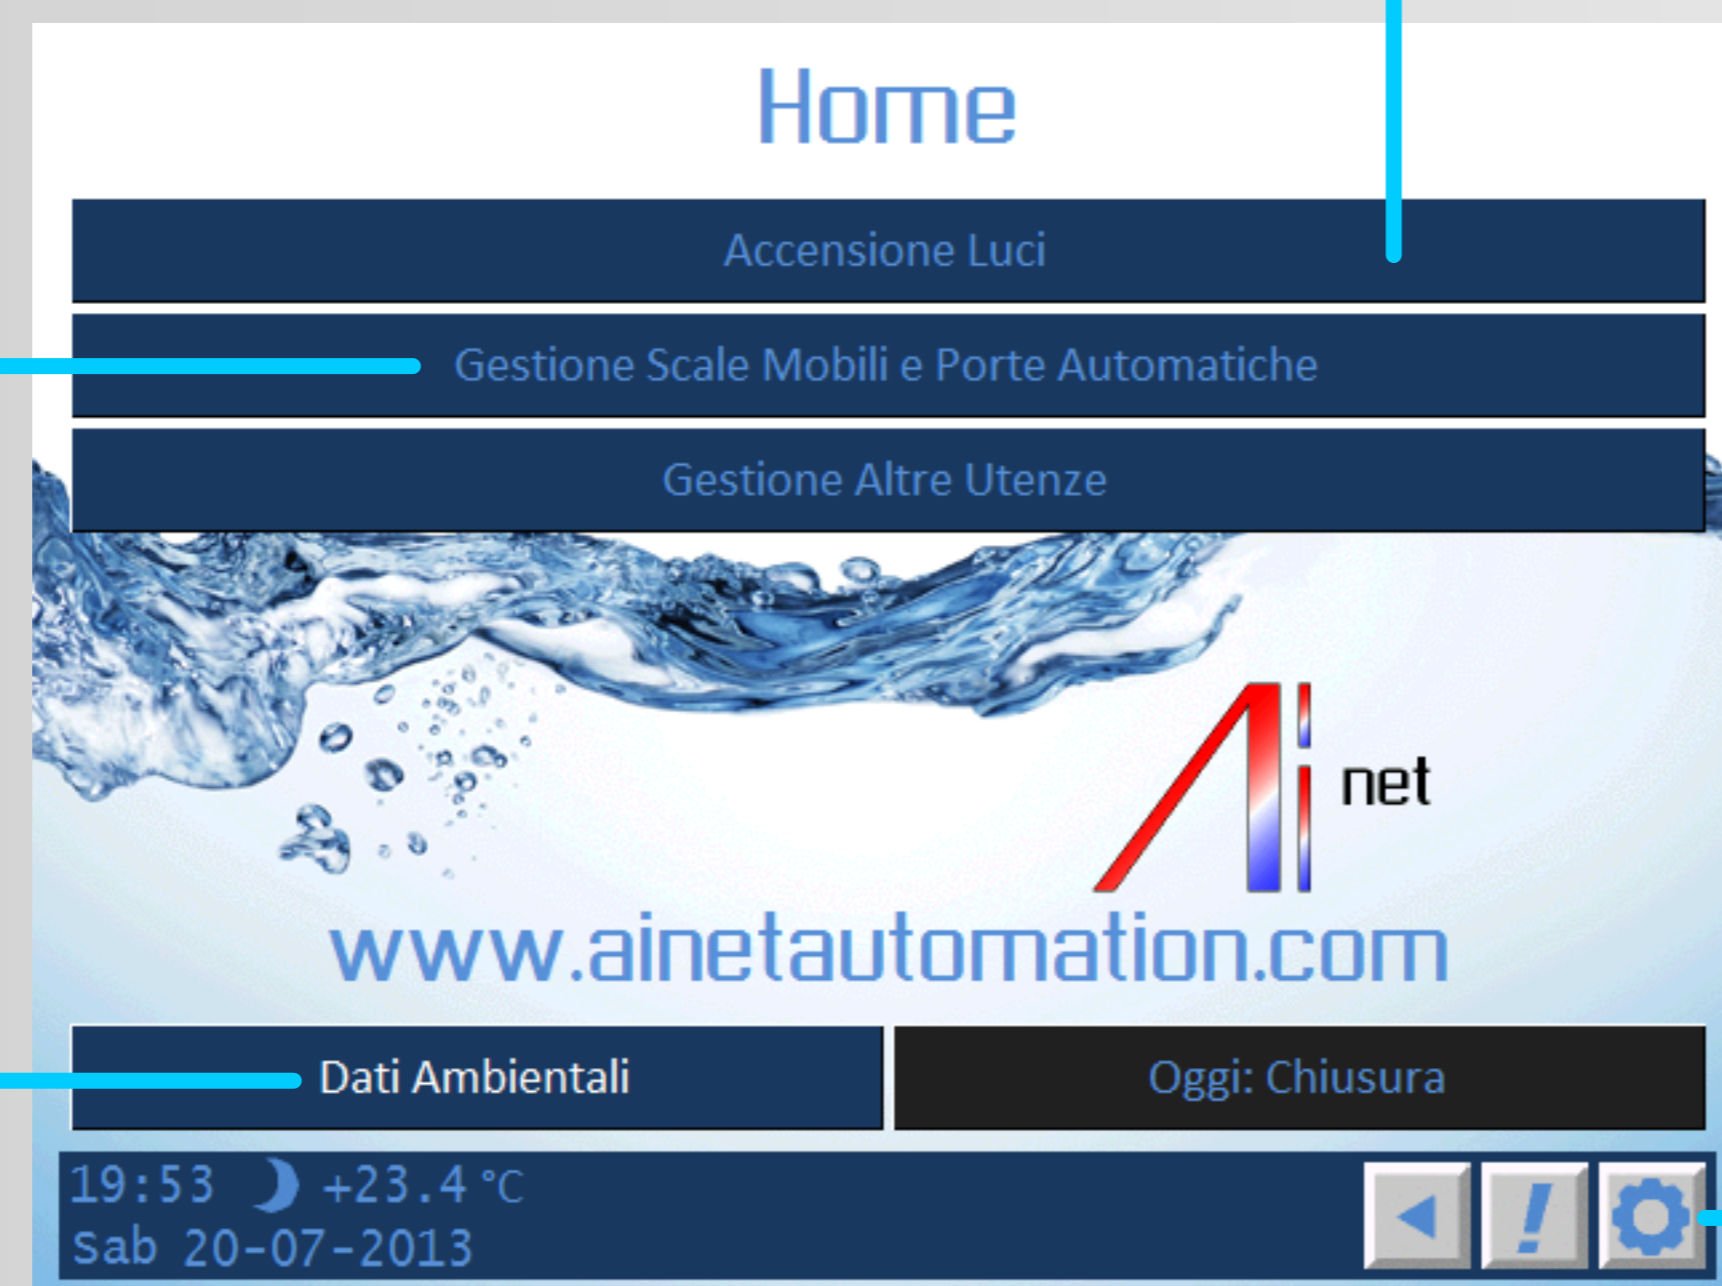 Home
Accensione Luci
Gestione Scale Mobili e Porte Automatiche
Gestione Altre Utenze
Ai net
www.ainetautomation.com
Dati Ambientali
Oggi: Chiusura
19:53 +23.4 °C
Sab 20-07-2013
!